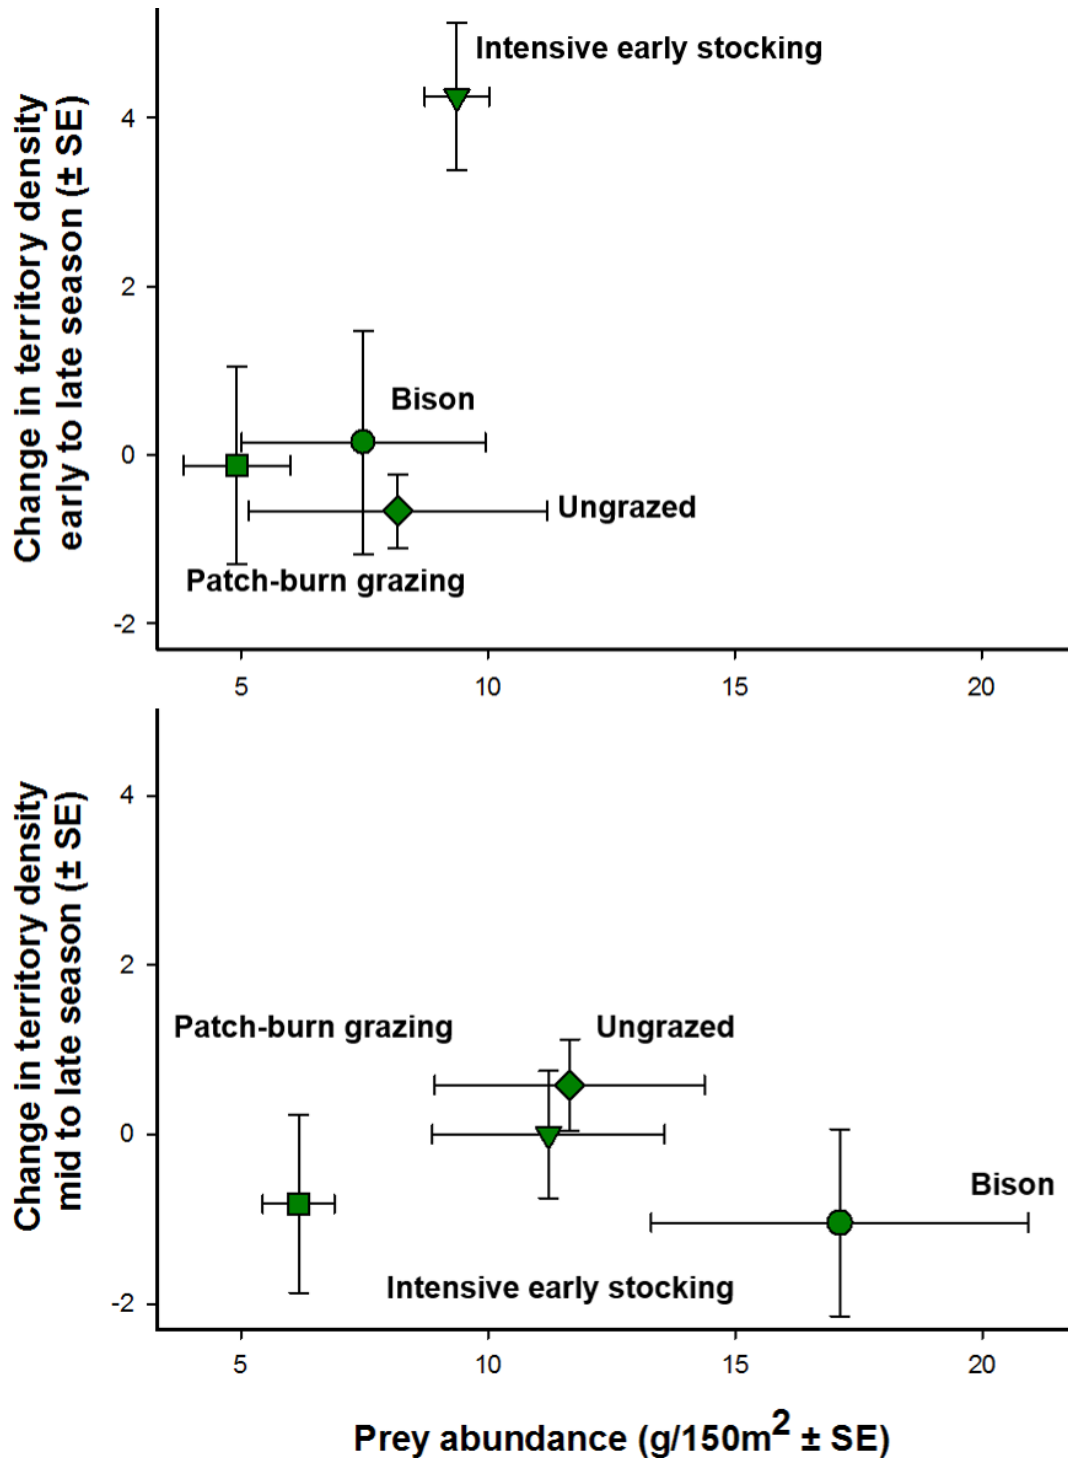 Change in territory density
early to late season (± SE)
4
2
0
-2
Intensive early stocking
Bison
Ungrazed
Patch-burn grazing
5 10 15 20
Change in territory density
mid to late season (± SE)
4
2
0
-2
Patch-burn grazing
Ungrazed
Bison
Intensive early stocking
5 10 15 20
Prey abundance (g/150m² ± SE)